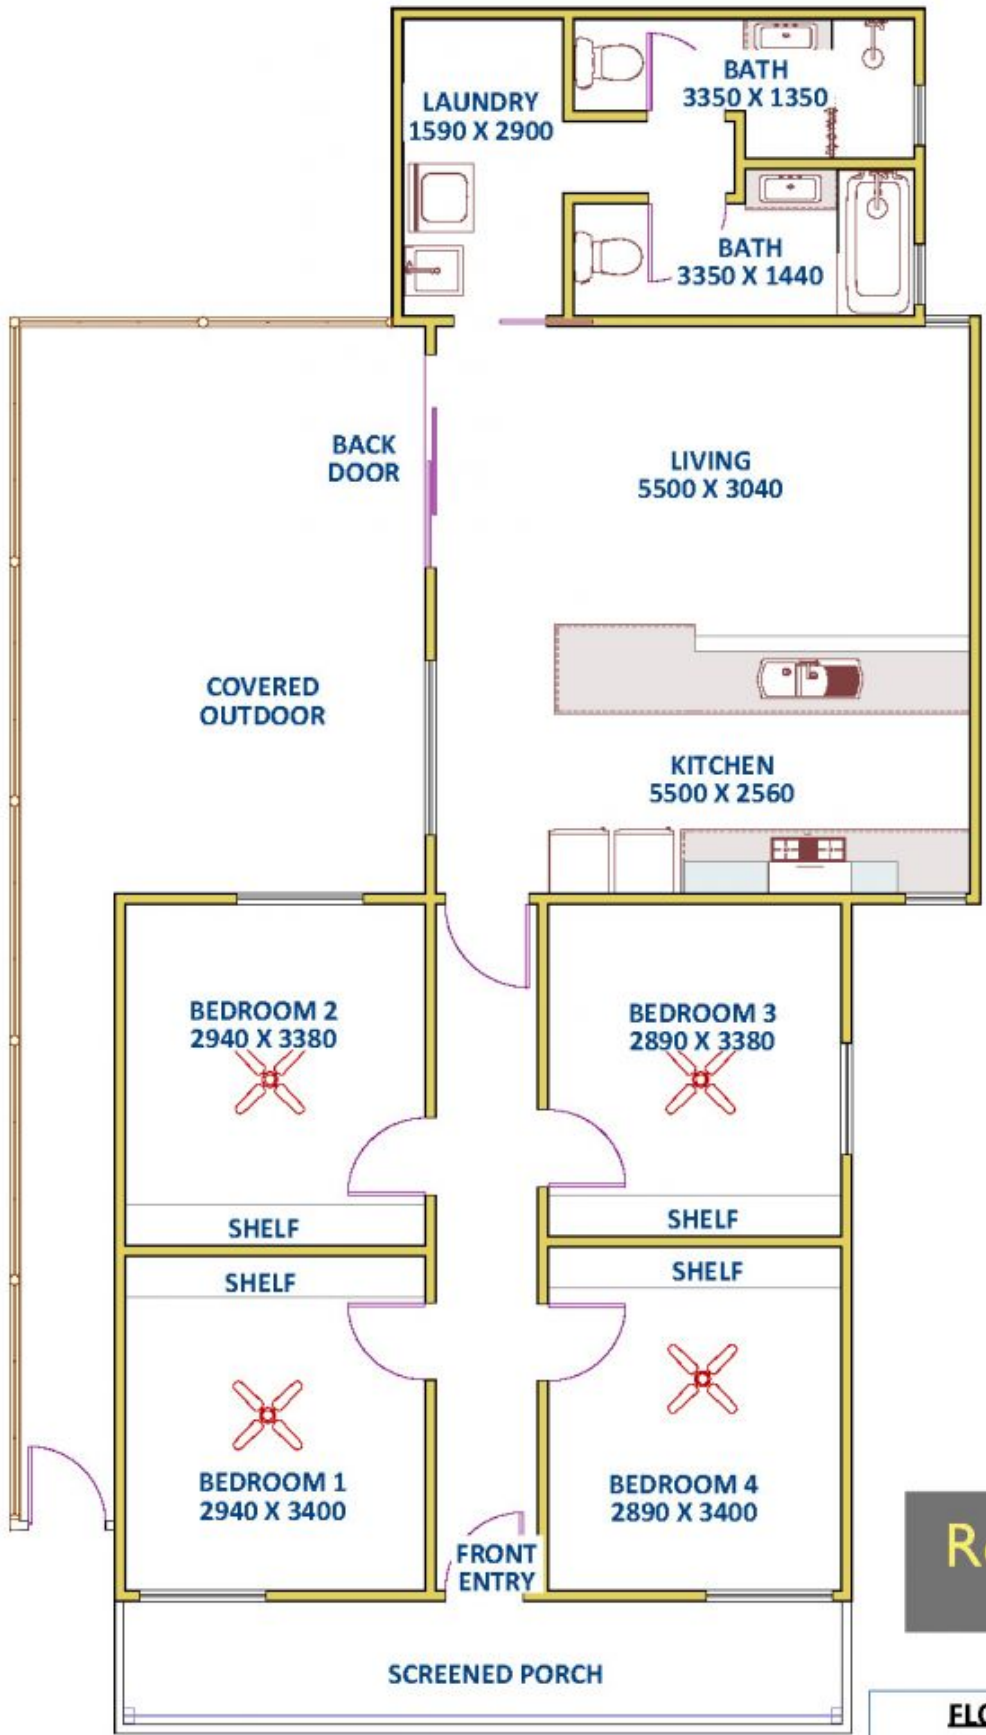 BATH
3350 X 1350
LAUNDRY
1590 X 2900
BATH
3350 X 1440
BACK
DOOR
LIVING
5500 X 3040
COVERED
OUTDOOR
KITCHEN
5500 X 2560
BEDROOM 2
2940 X 3380
BEDROOM 3
2890 X 3380
SHELF
SHELF
SHELF
SHELF
BEDROOM 1
2940 X 3400
BEDROOM 4
2890 X 3400
FRONT
ENTRY
SCREENED PORCH